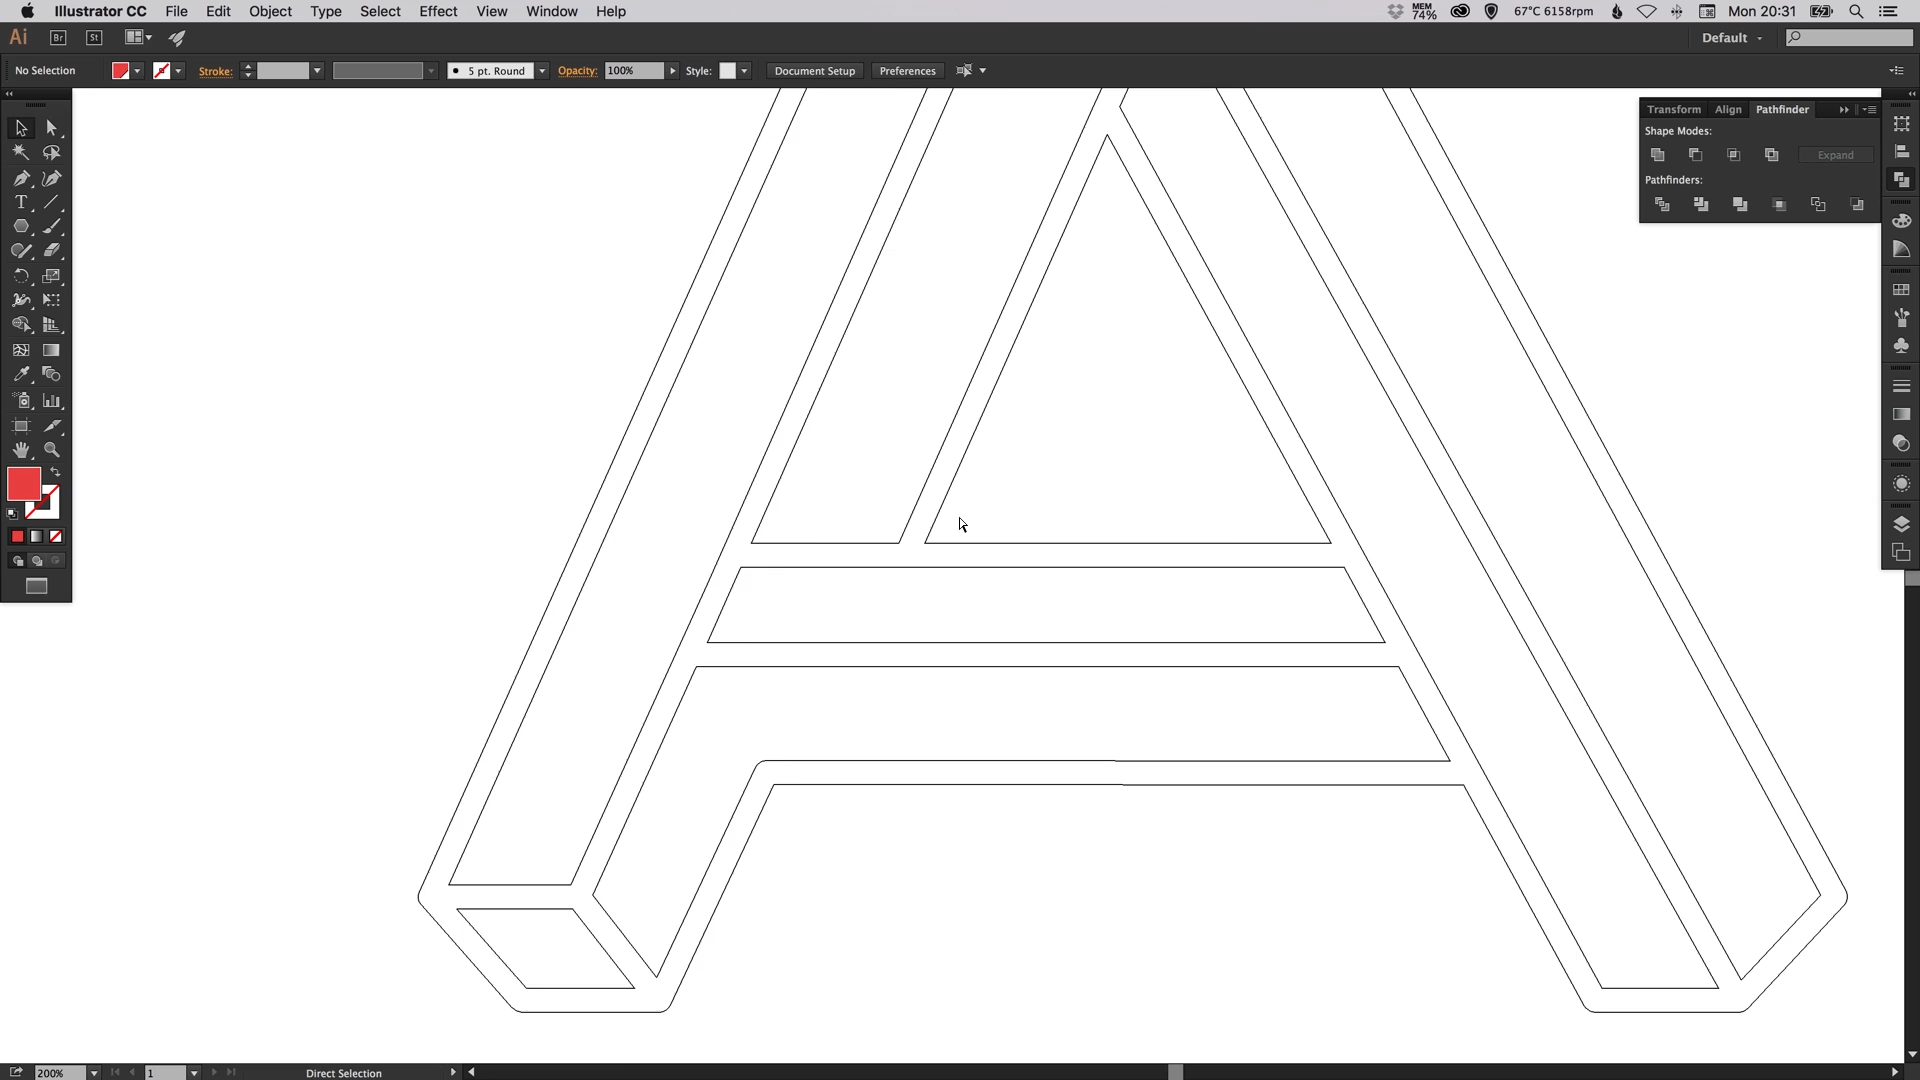 Illustrator CC File Edit Object Type Select Effect View Window Help MEM 74% 67°C 6158rpm Mon 20:31
Ai Br St Default
No Selection Stroke: 5 pt. Round Opacity: 100% Style: Document Setup Preferences
Transform Align Pathfinder
Shape Modes:
Expand
Pathfinders:
T
200% 1 Direct Selection